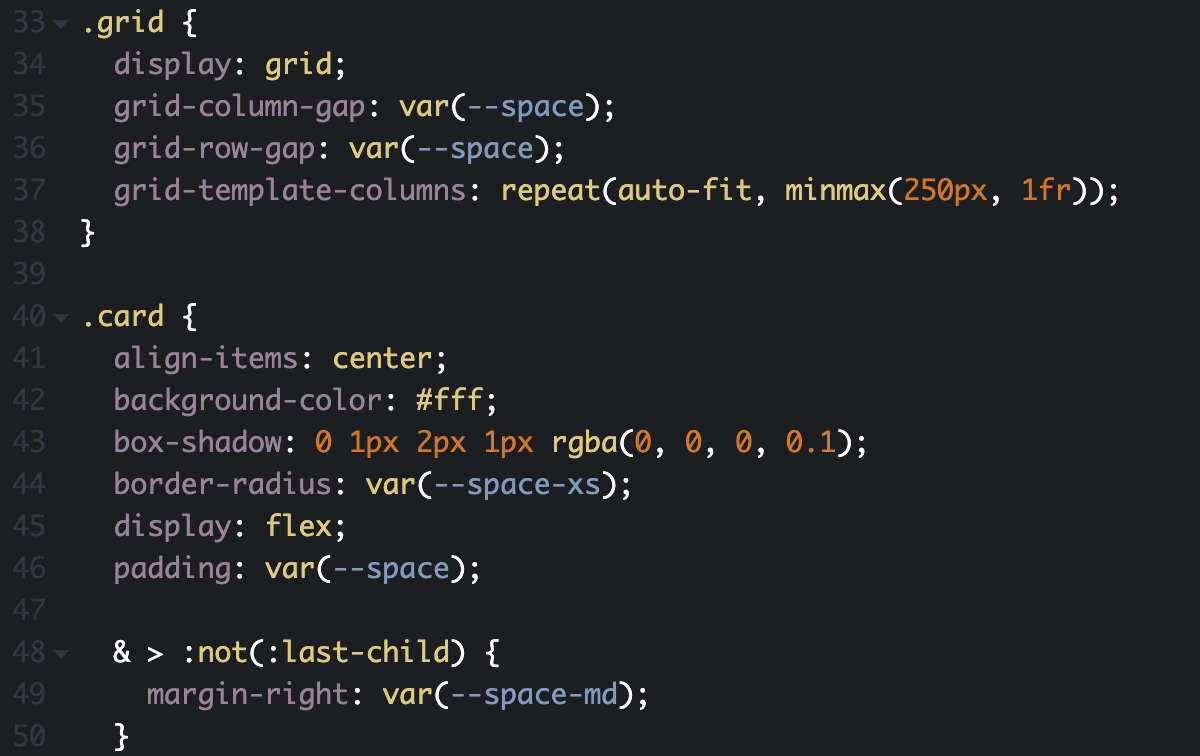 33 .grid {
34 display: grid;
35 grid-column-gap: var(--space);
36 grid-row-gap: var(--space);
37 grid-template-columns: repeat(auto-fit, minmax(250px, 1fr));
38 }
39
40 .card {
41 align-items: center;
42 background-color: #fff;
43 box-shadow: 0 1px 2px 1px rgba(0, 0, 0, 0.1);
44 border-radius: var(--space-xs);
45 display: flex;
46 padding: var(--space);
47
48 & > :not(:last-child) {
49 margin-right: var(--space-md);
50 }